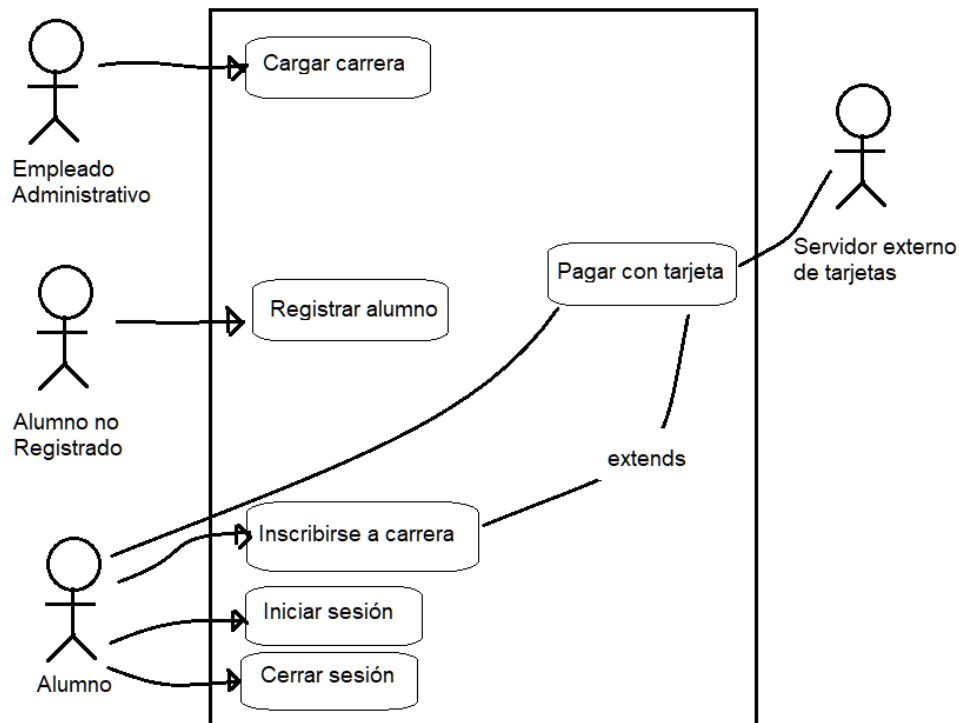 Cargar carrera
Empleado
Administrativo
Pagar con tarjeta
Servidor externo
de tarjetas
Registrar alumno
Alumno no
Registrado
extends
Inscribirse a carrera
Iniciar sesión
Cerrar sesión
Alumno